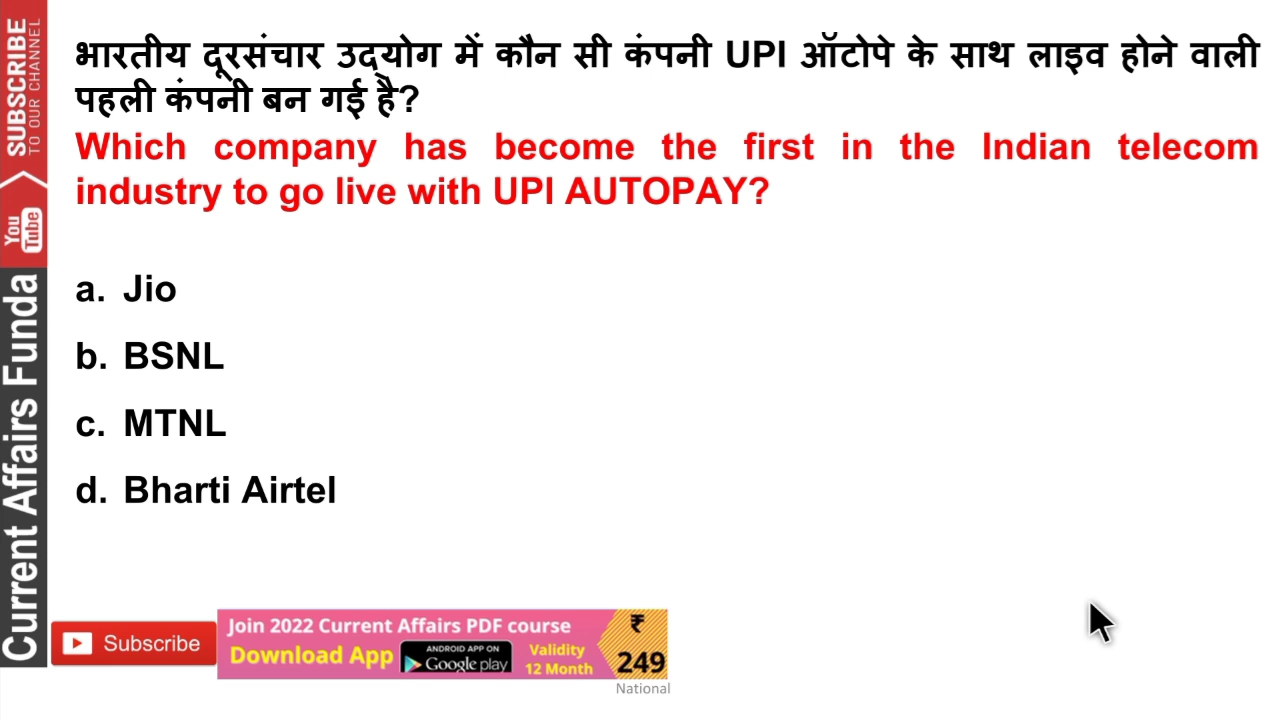 भारतीय दूरसंचार उद्योग में कौन सी कंपनी UPI ऑटोपे के साथ लाइव होने वाली
पहली कंपनी बन गई है?
Which company has become the first in the Indian telecom
industry to go live with UPI AUTOPAY?
a. Jio
b. BSNL
c. MTNL
d. Bharti Airtel
SUBSCRIBE
TO OUR CHANNEL
You
Tube
Current Affairs Funda
Subscribe
Join 2022 Current Affairs PDF course
Download App
ANDROID APP ON
Google play
Validity
12 Month
₹
249
National